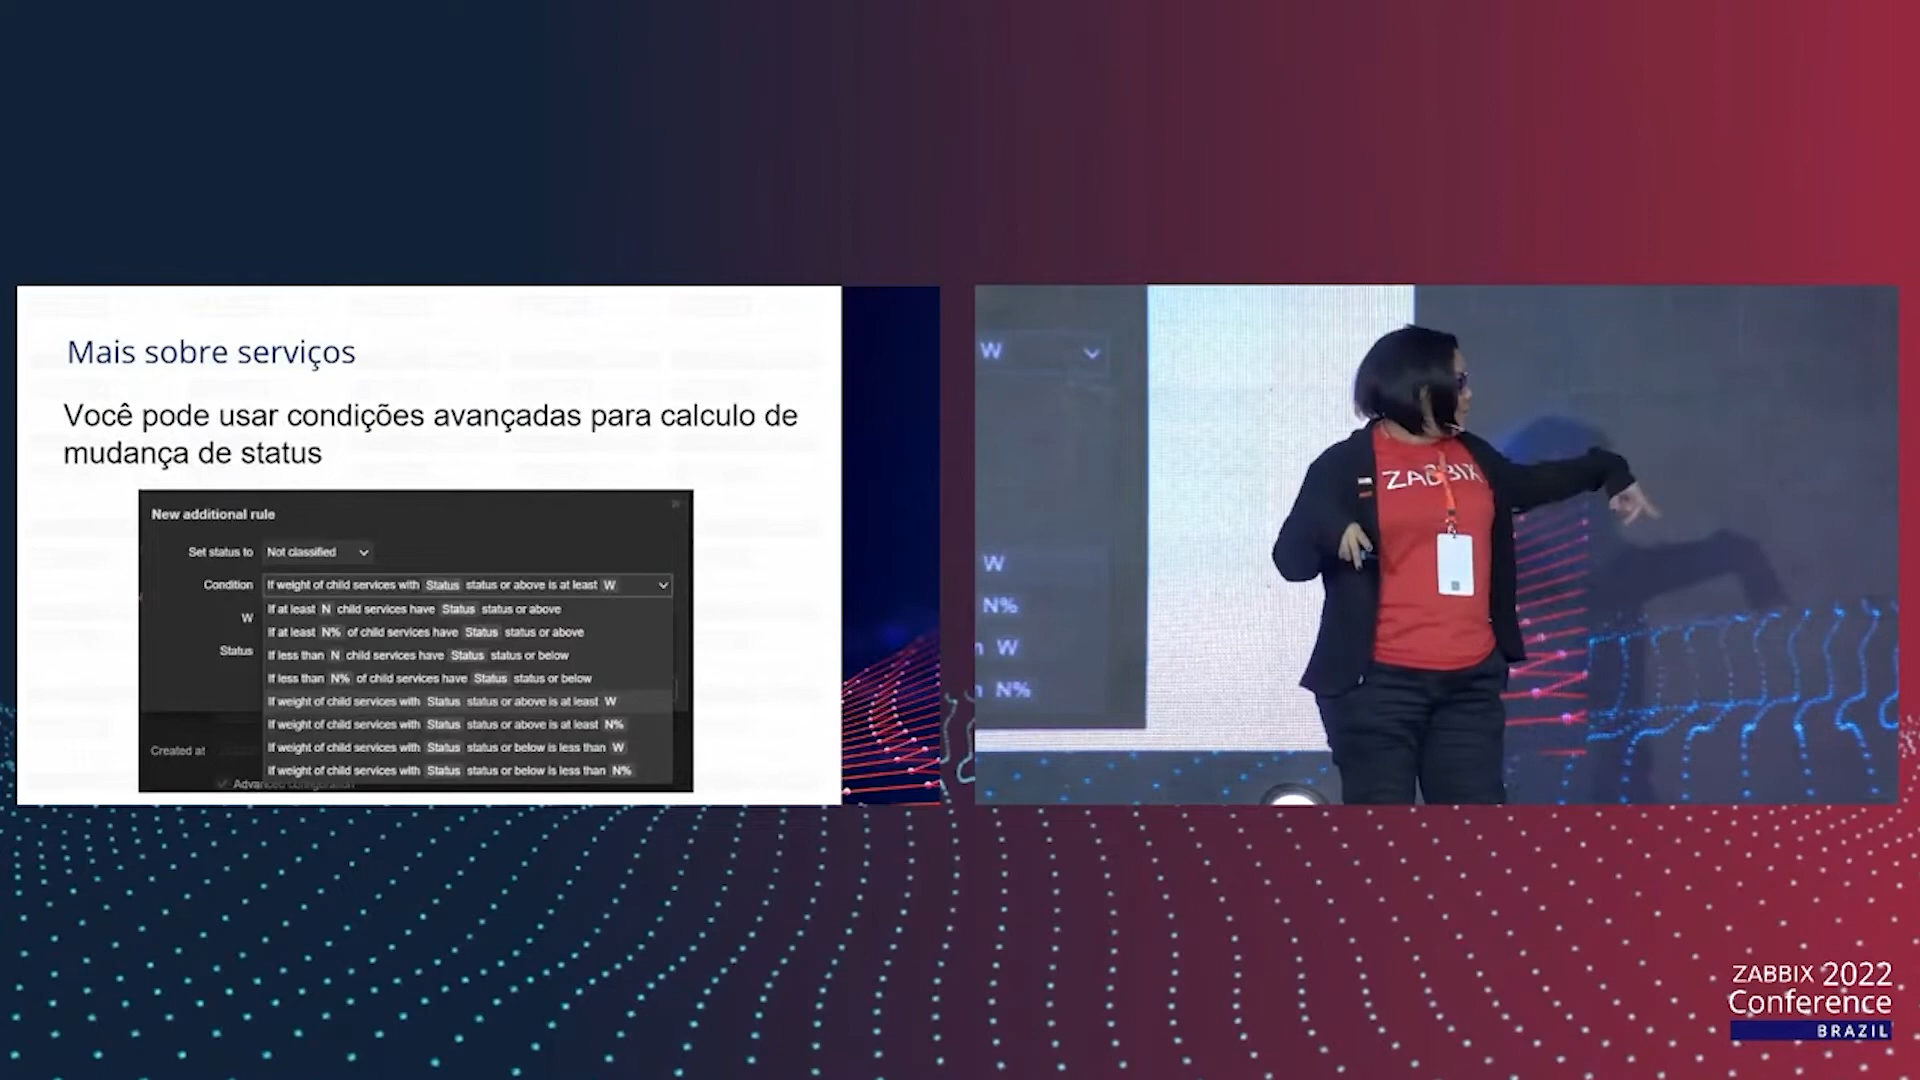 Mais sobre serviços
Você pode usar condições avançadas para calculo de
mudança de status
New additional rule
Set status to Not classified
Condition If weight of child services with Status status or above is at least W
If at least N child services have Status status or above
W If at least N% of child services have Status status or above
Status If less than N child services have Status status or below
If less than N% of child services have Status status or below
If weight of child services with Status status or above is at least W
If weight of child services with Status status or above is at least N%
Created at If weight of child services with Status status or below is less than W
If weight of child services with Status status or below is less than N%
Advanced configuration
W
W
N%
W
N%
ZABBIX
ZABBIX 2022
Conference
BRAZIL